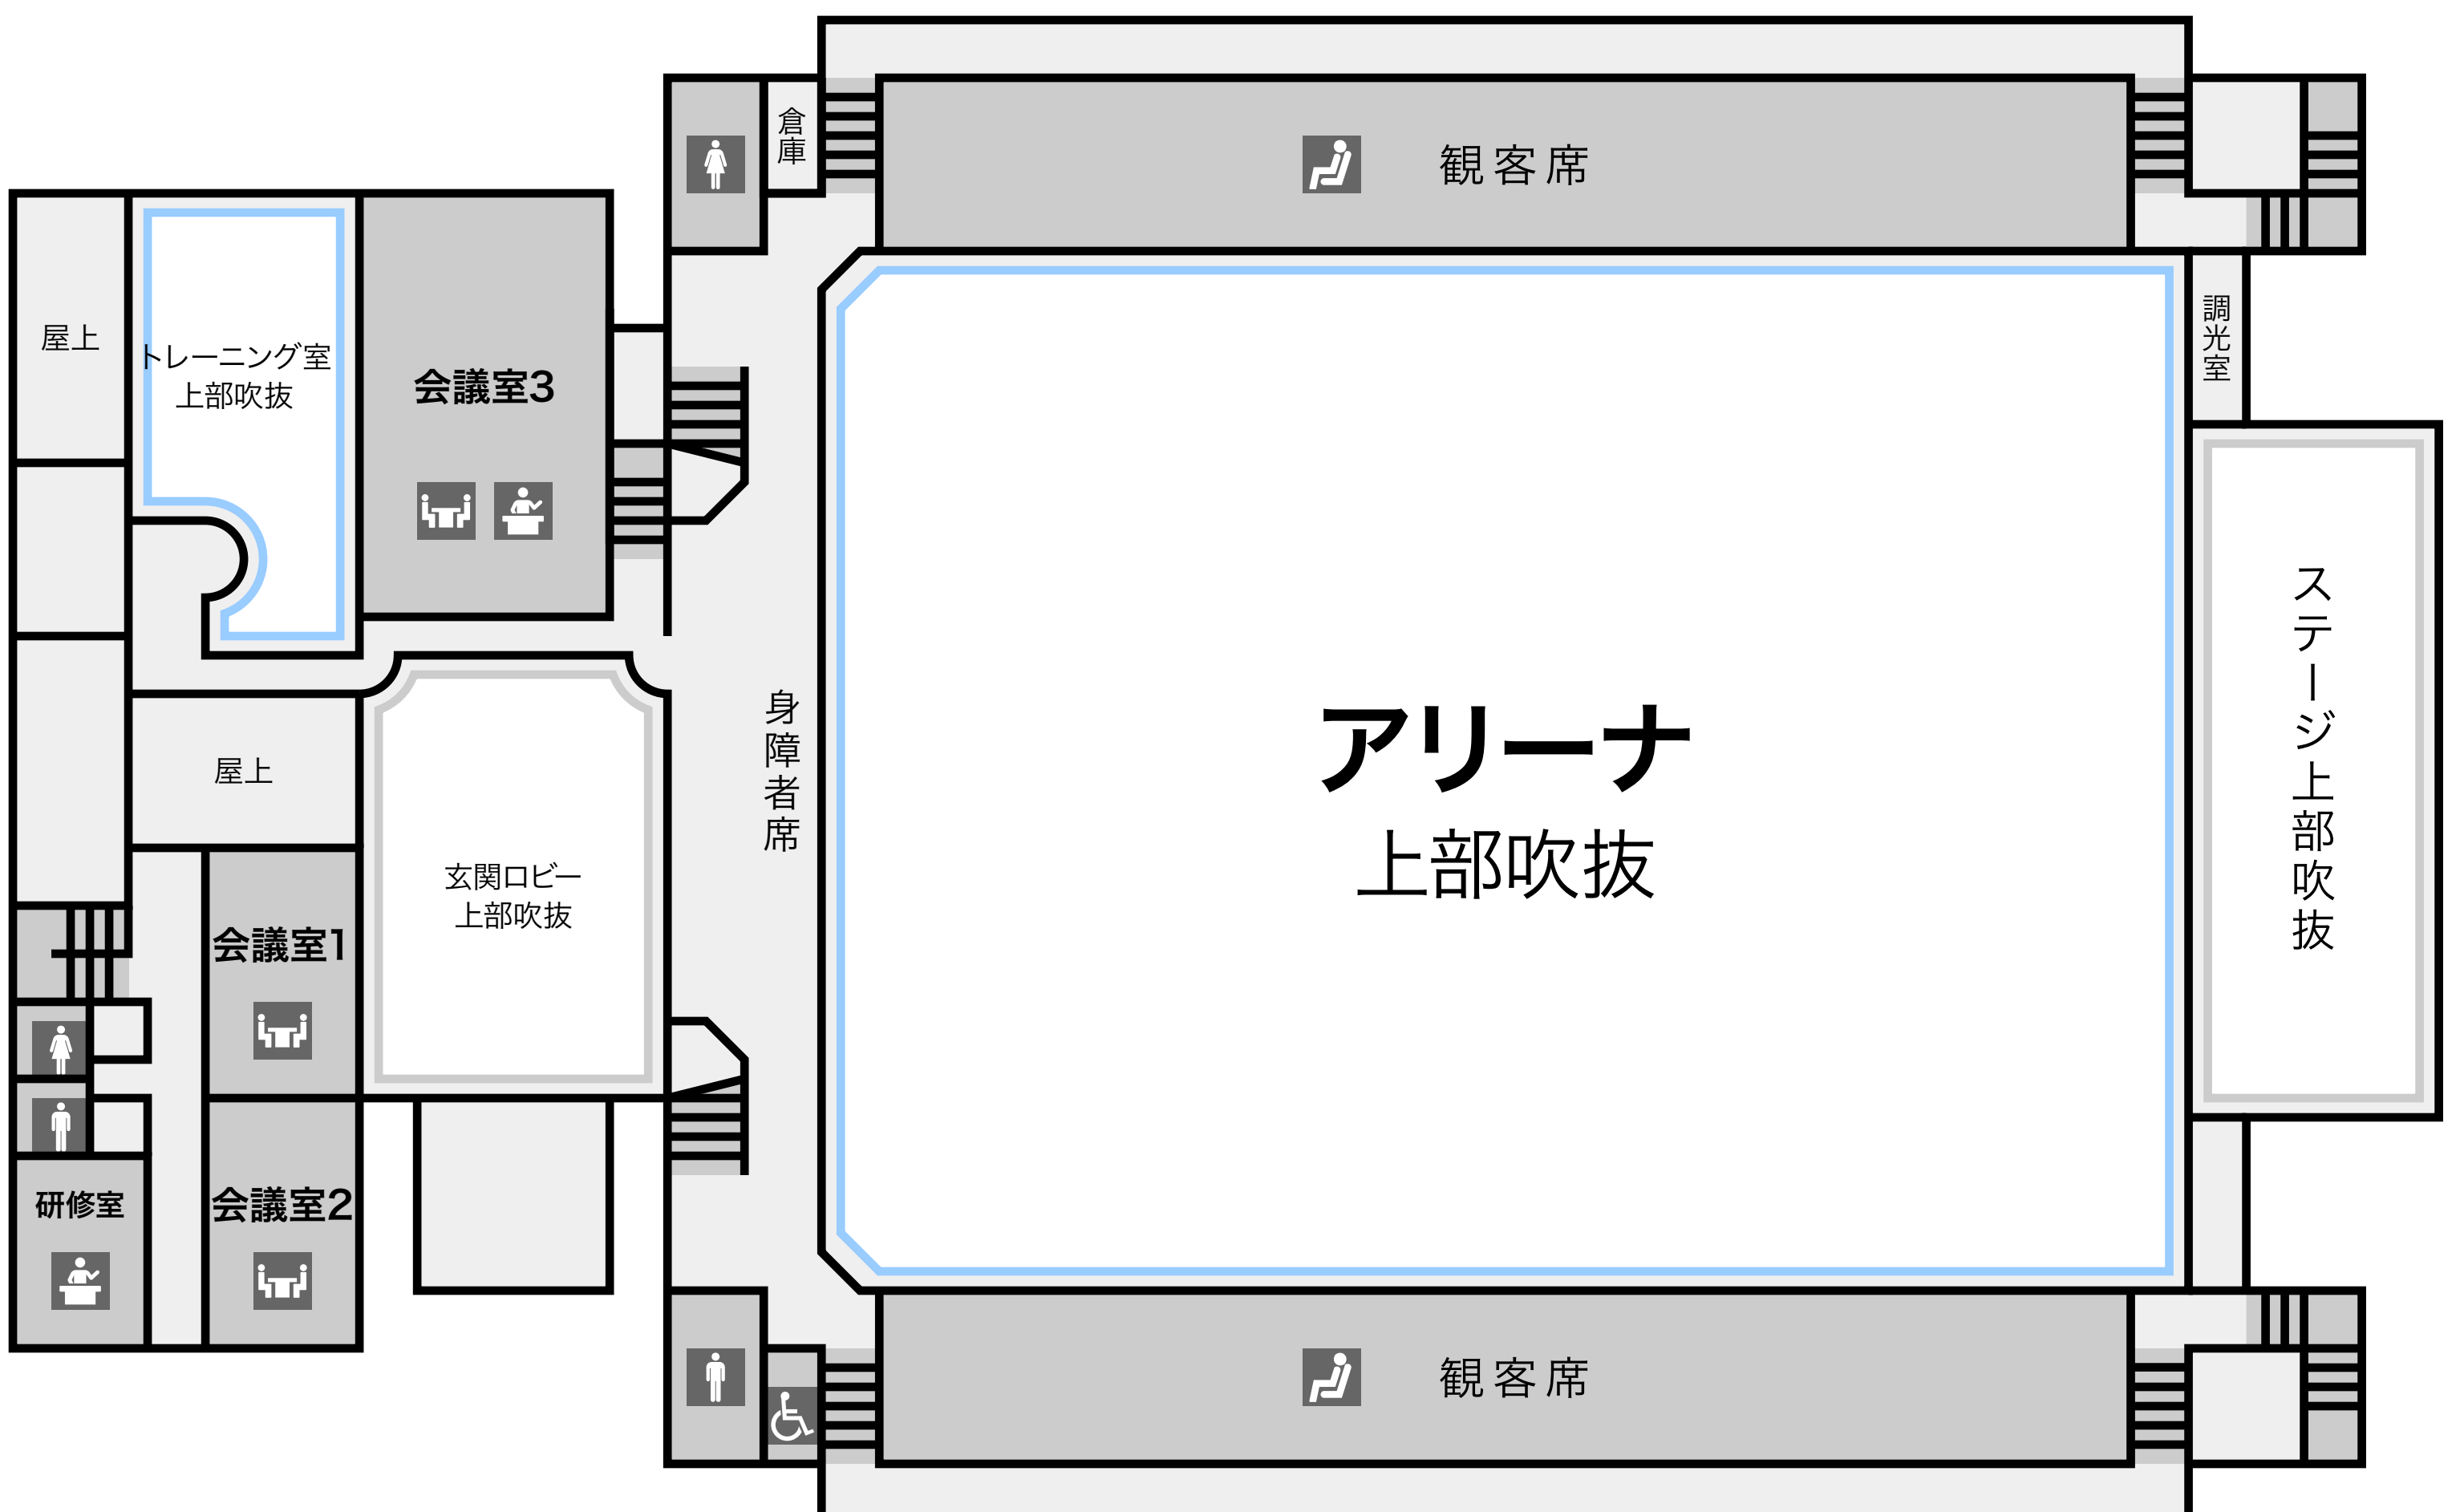 倉庫
観客席
屋上
トレーニング室
上部吹抜
会議室3
調光室
身障者席
アリーナ
上部吹抜
ステージ上部吹抜
屋上
玄関ロビー
上部吹抜
会議室1
研修室
会議室2
観客席